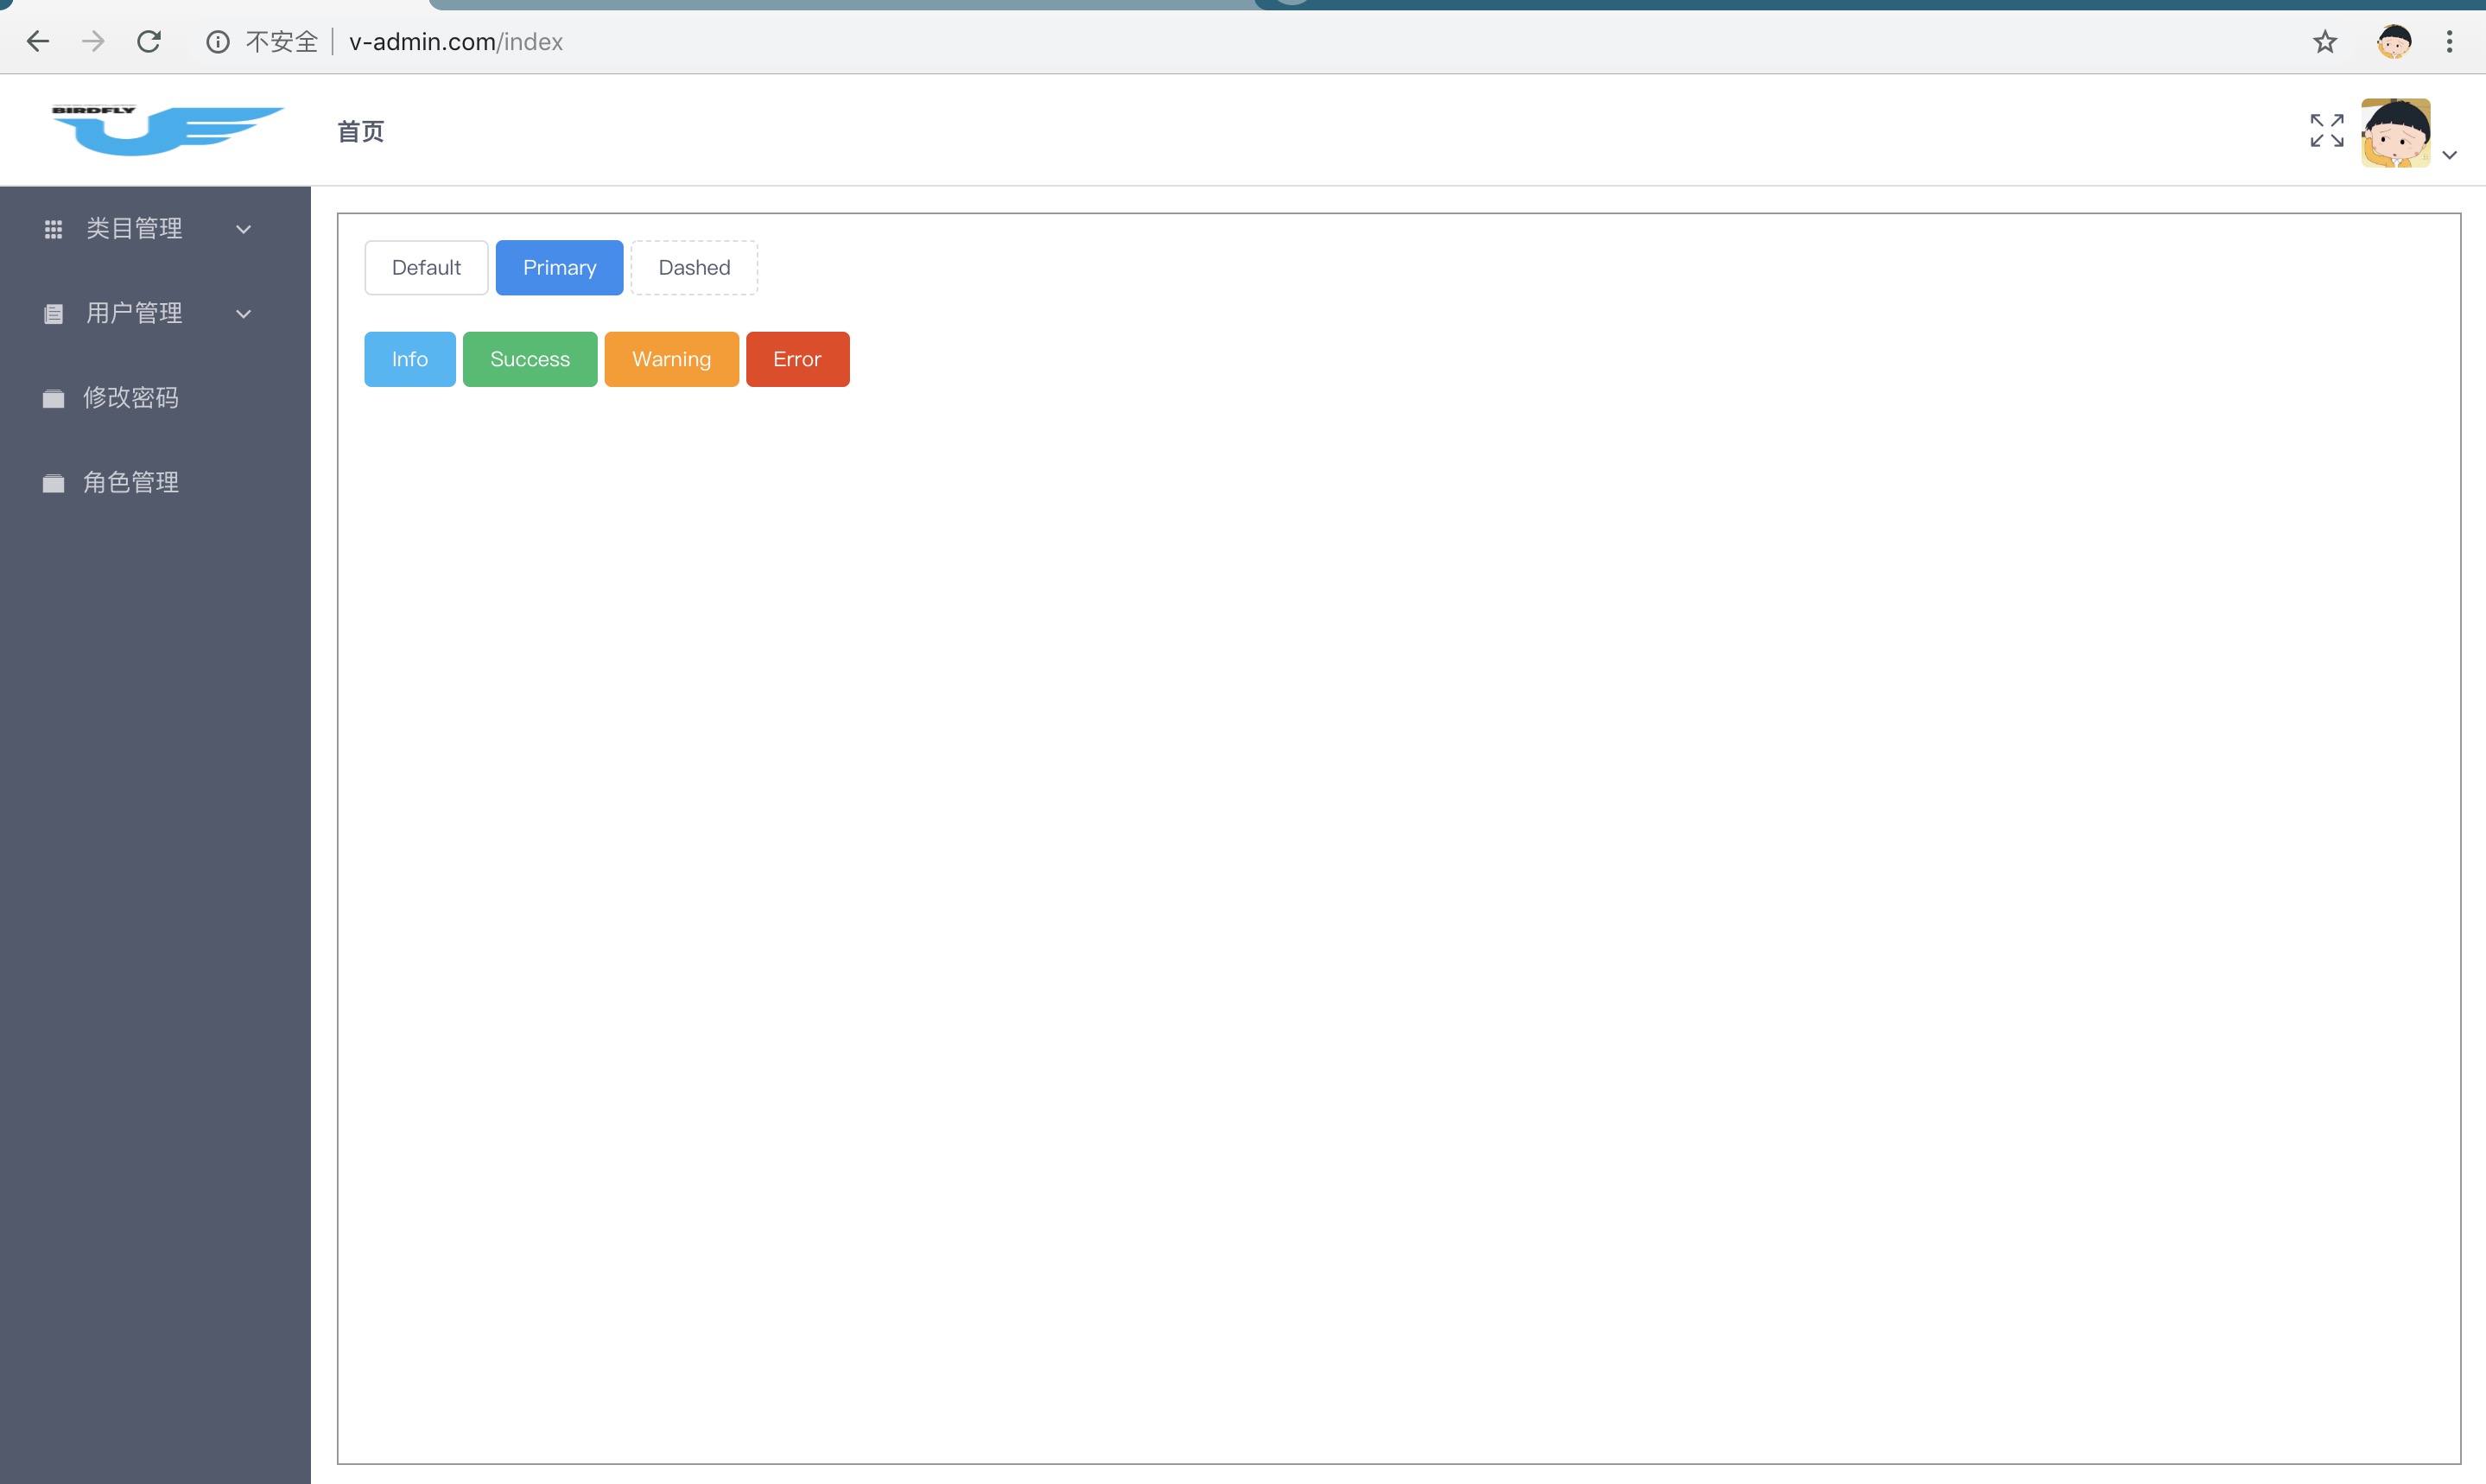 不安全 v-admin.com/index
BIRDFLY
首页
类目管理
用户管理
修改密码
角色管理
Default Primary Dashed
Info Success Warning Error